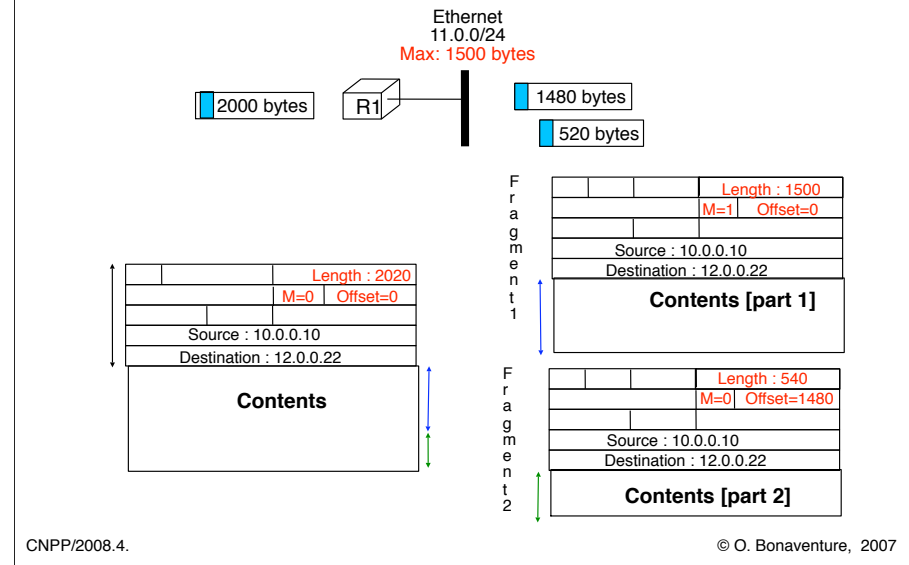 Ethernet
11.0.0/24
Max: 1500 bytes
2000 bytes
R1
1480 bytes
520 bytes
Fragment1
Length : 1500
M=1 Offset=0
Source : 10.0.0.10
Destination : 12.0.0.22
Contents [part 1]
Length : 2020
M=0 Offset=0
Source : 10.0.0.10
Destination : 12.0.0.22
Contents
Fragment2
Length : 540
M=0 Offset=1480
Source : 10.0.0.10
Destination : 12.0.0.22
Contents [part 2]
CNPP/2008.4.
© O. Bonaventure, 2007